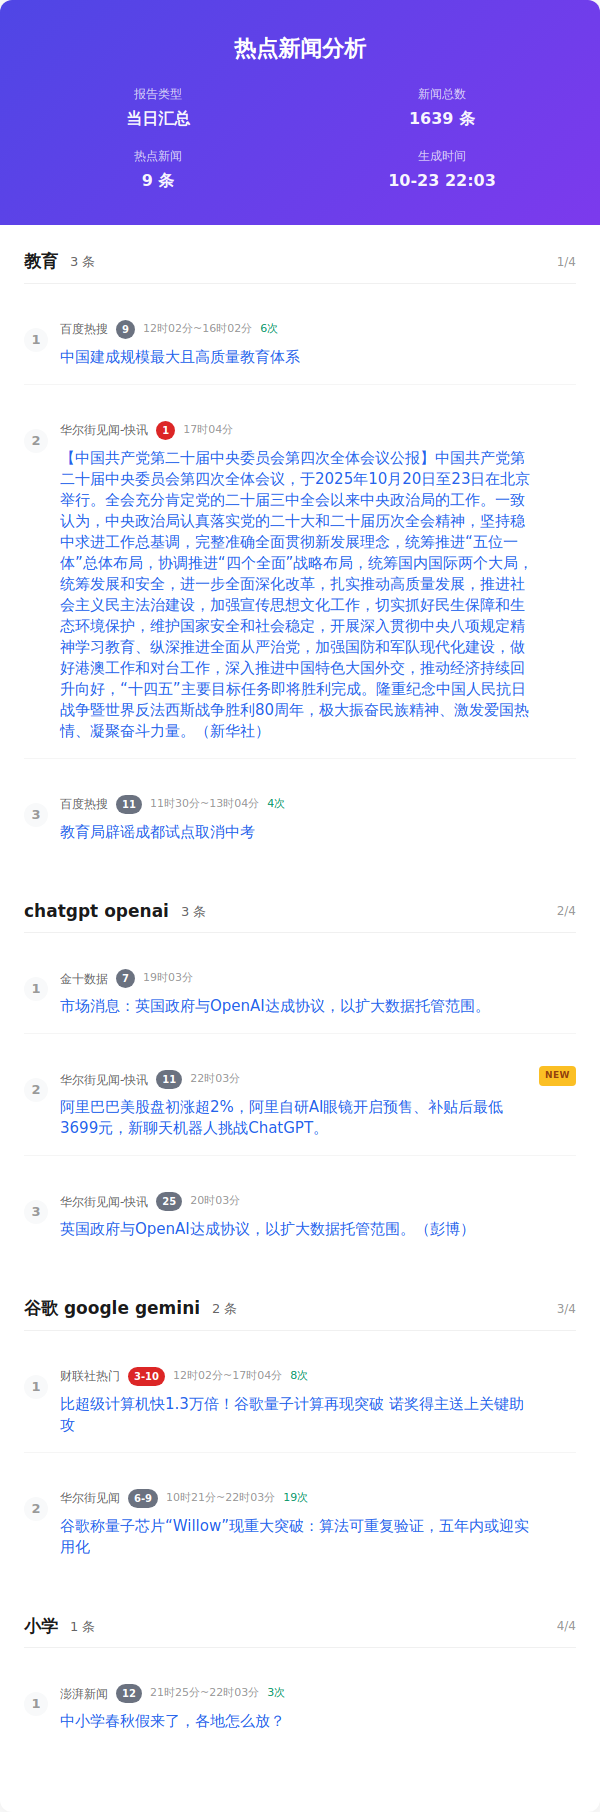 热点新闻分析
报告类型 新闻总数
当日汇总 1639 条
热点新闻 生成时间
9 条 10-23 22:03
教育 3 条 1/4
1 百度热搜 9 12时02分~16时02分 6次
中国建成规模最大且高质量教育体系
2 华尔街见闻-快讯 1 17时04分
【中国共产党第二十届中央委员会第四次全体会议公报】中国共产党第
二十届中央委员会第四次全体会议，于2025年10月20日至23日在北京
举行。全会充分肯定党的二十届三中全会以来中央政治局的工作。一致
认为，中央政治局认真落实党的二十大和二十届历次全会精神，坚持稳
中求进工作总基调，完整准确全面贯彻新发展理念，统筹推进“五位一
体”总体布局，协调推进“四个全面”战略布局，统筹国内国际两个大局，
统筹发展和安全，进一步全面深化改革，扎实推动高质量发展，推进社
会主义民主法治建设，加强宣传思想文化工作，切实抓好民生保障和生
态环境保护，维护国家安全和社会稳定，开展深入贯彻中央八项规定精
神学习教育、纵深推进全面从严治党，加强国防和军队现代化建设，做
好港澳工作和对台工作，深入推进中国特色大国外交，推动经济持续回
升向好，“十四五”主要目标任务即将胜利完成。隆重纪念中国人民抗日
战争暨世界反法西斯战争胜利80周年，极大振奋民族精神、激发爱国热
情、凝聚奋斗力量。（新华社）
3 百度热搜 11 11时30分~13时04分 4次
教育局辟谣成都试点取消中考
chatgpt openai 3 条 2/4
1 金十数据 7 19时03分
市场消息：英国政府与OpenAI达成协议，以扩大数据托管范围。
2 华尔街见闻-快讯 11 22时03分 NEW
阿里巴巴美股盘初涨超2%，阿里自研AI眼镜开启预售、补贴后最低
3699元，新聊天机器人挑战ChatGPT。
3 华尔街见闻-快讯 25 20时03分
英国政府与OpenAI达成协议，以扩大数据托管范围。（彭博）
谷歌 google gemini 2 条 3/4
1 财联社热门 3-10 12时02分~17时04分 8次
比超级计算机快1.3万倍！谷歌量子计算再现突破 诺奖得主送上关键助
攻
2 华尔街见闻 6-9 10时21分~22时03分 19次
谷歌称量子芯片“Willow”现重大突破：算法可重复验证，五年内或迎实
用化
小学 1 条 4/4
1 澎湃新闻 12 21时25分~22时03分 3次
中小学春秋假来了，各地怎么放？